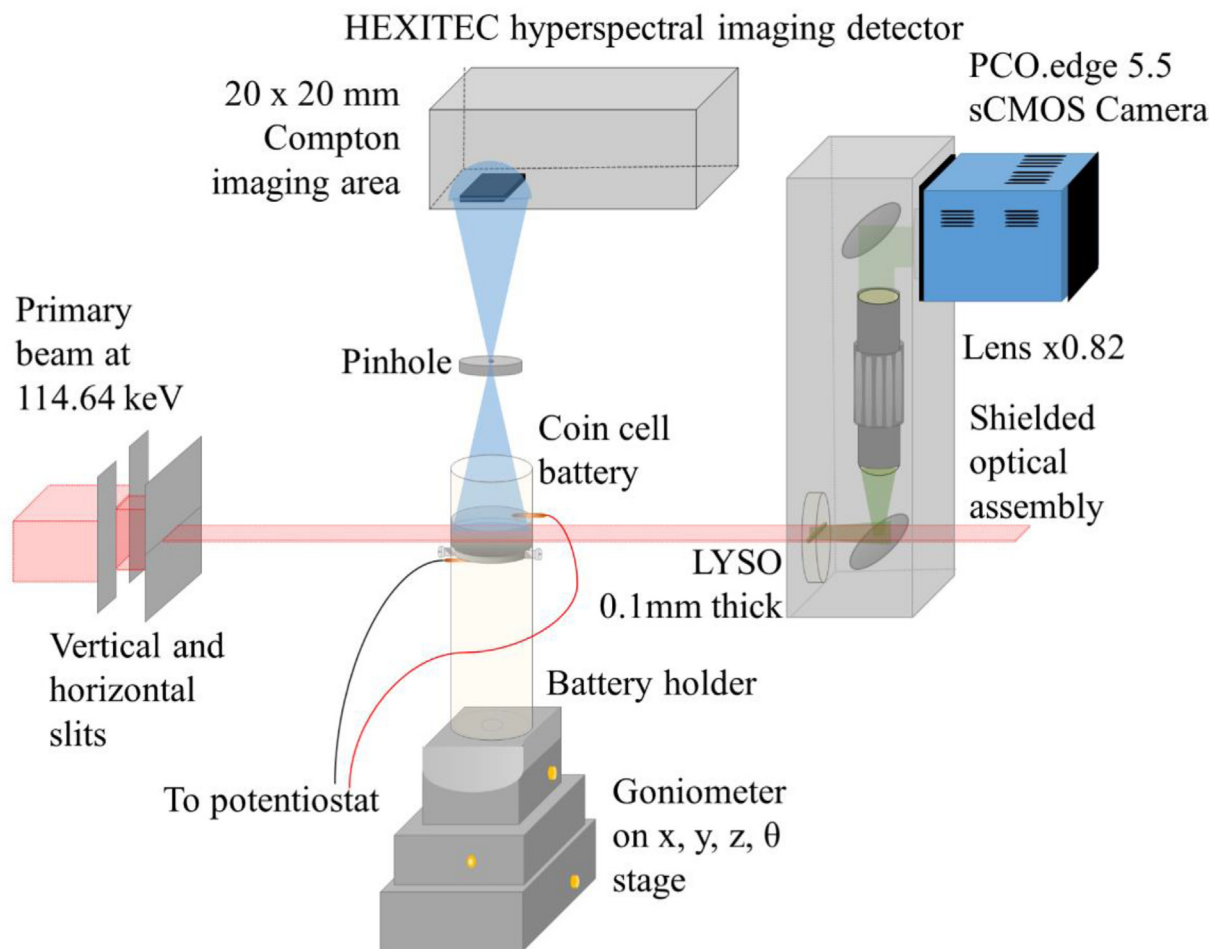 HEXITEC hyperspectral imaging detector
20 x 20 mm
Compton
imaging area
PCO.edge 5.5
sCMOS Camera
Primary
beam at
114.64 keV
Pinhole
Lens x0.82
Coin cell
battery
Shielded
optical
assembly
LYSO
0.1mm thick
Vertical and
horizontal
slits
Battery holder
To potentiostat
Goniometer
on x, y, z, θ
stage